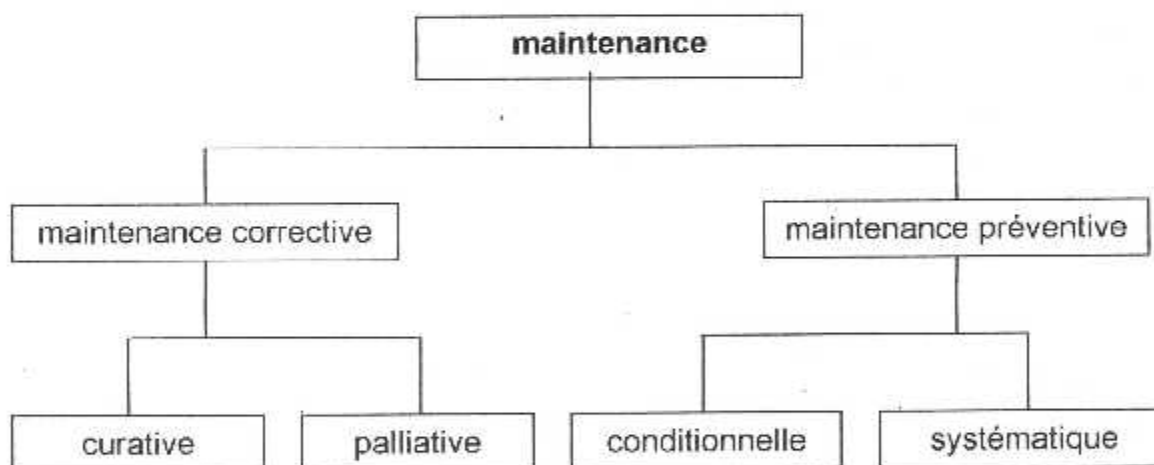 maintenance
maintenance corrective
maintenance préventive
curative
palliative
conditionnelle
systématique